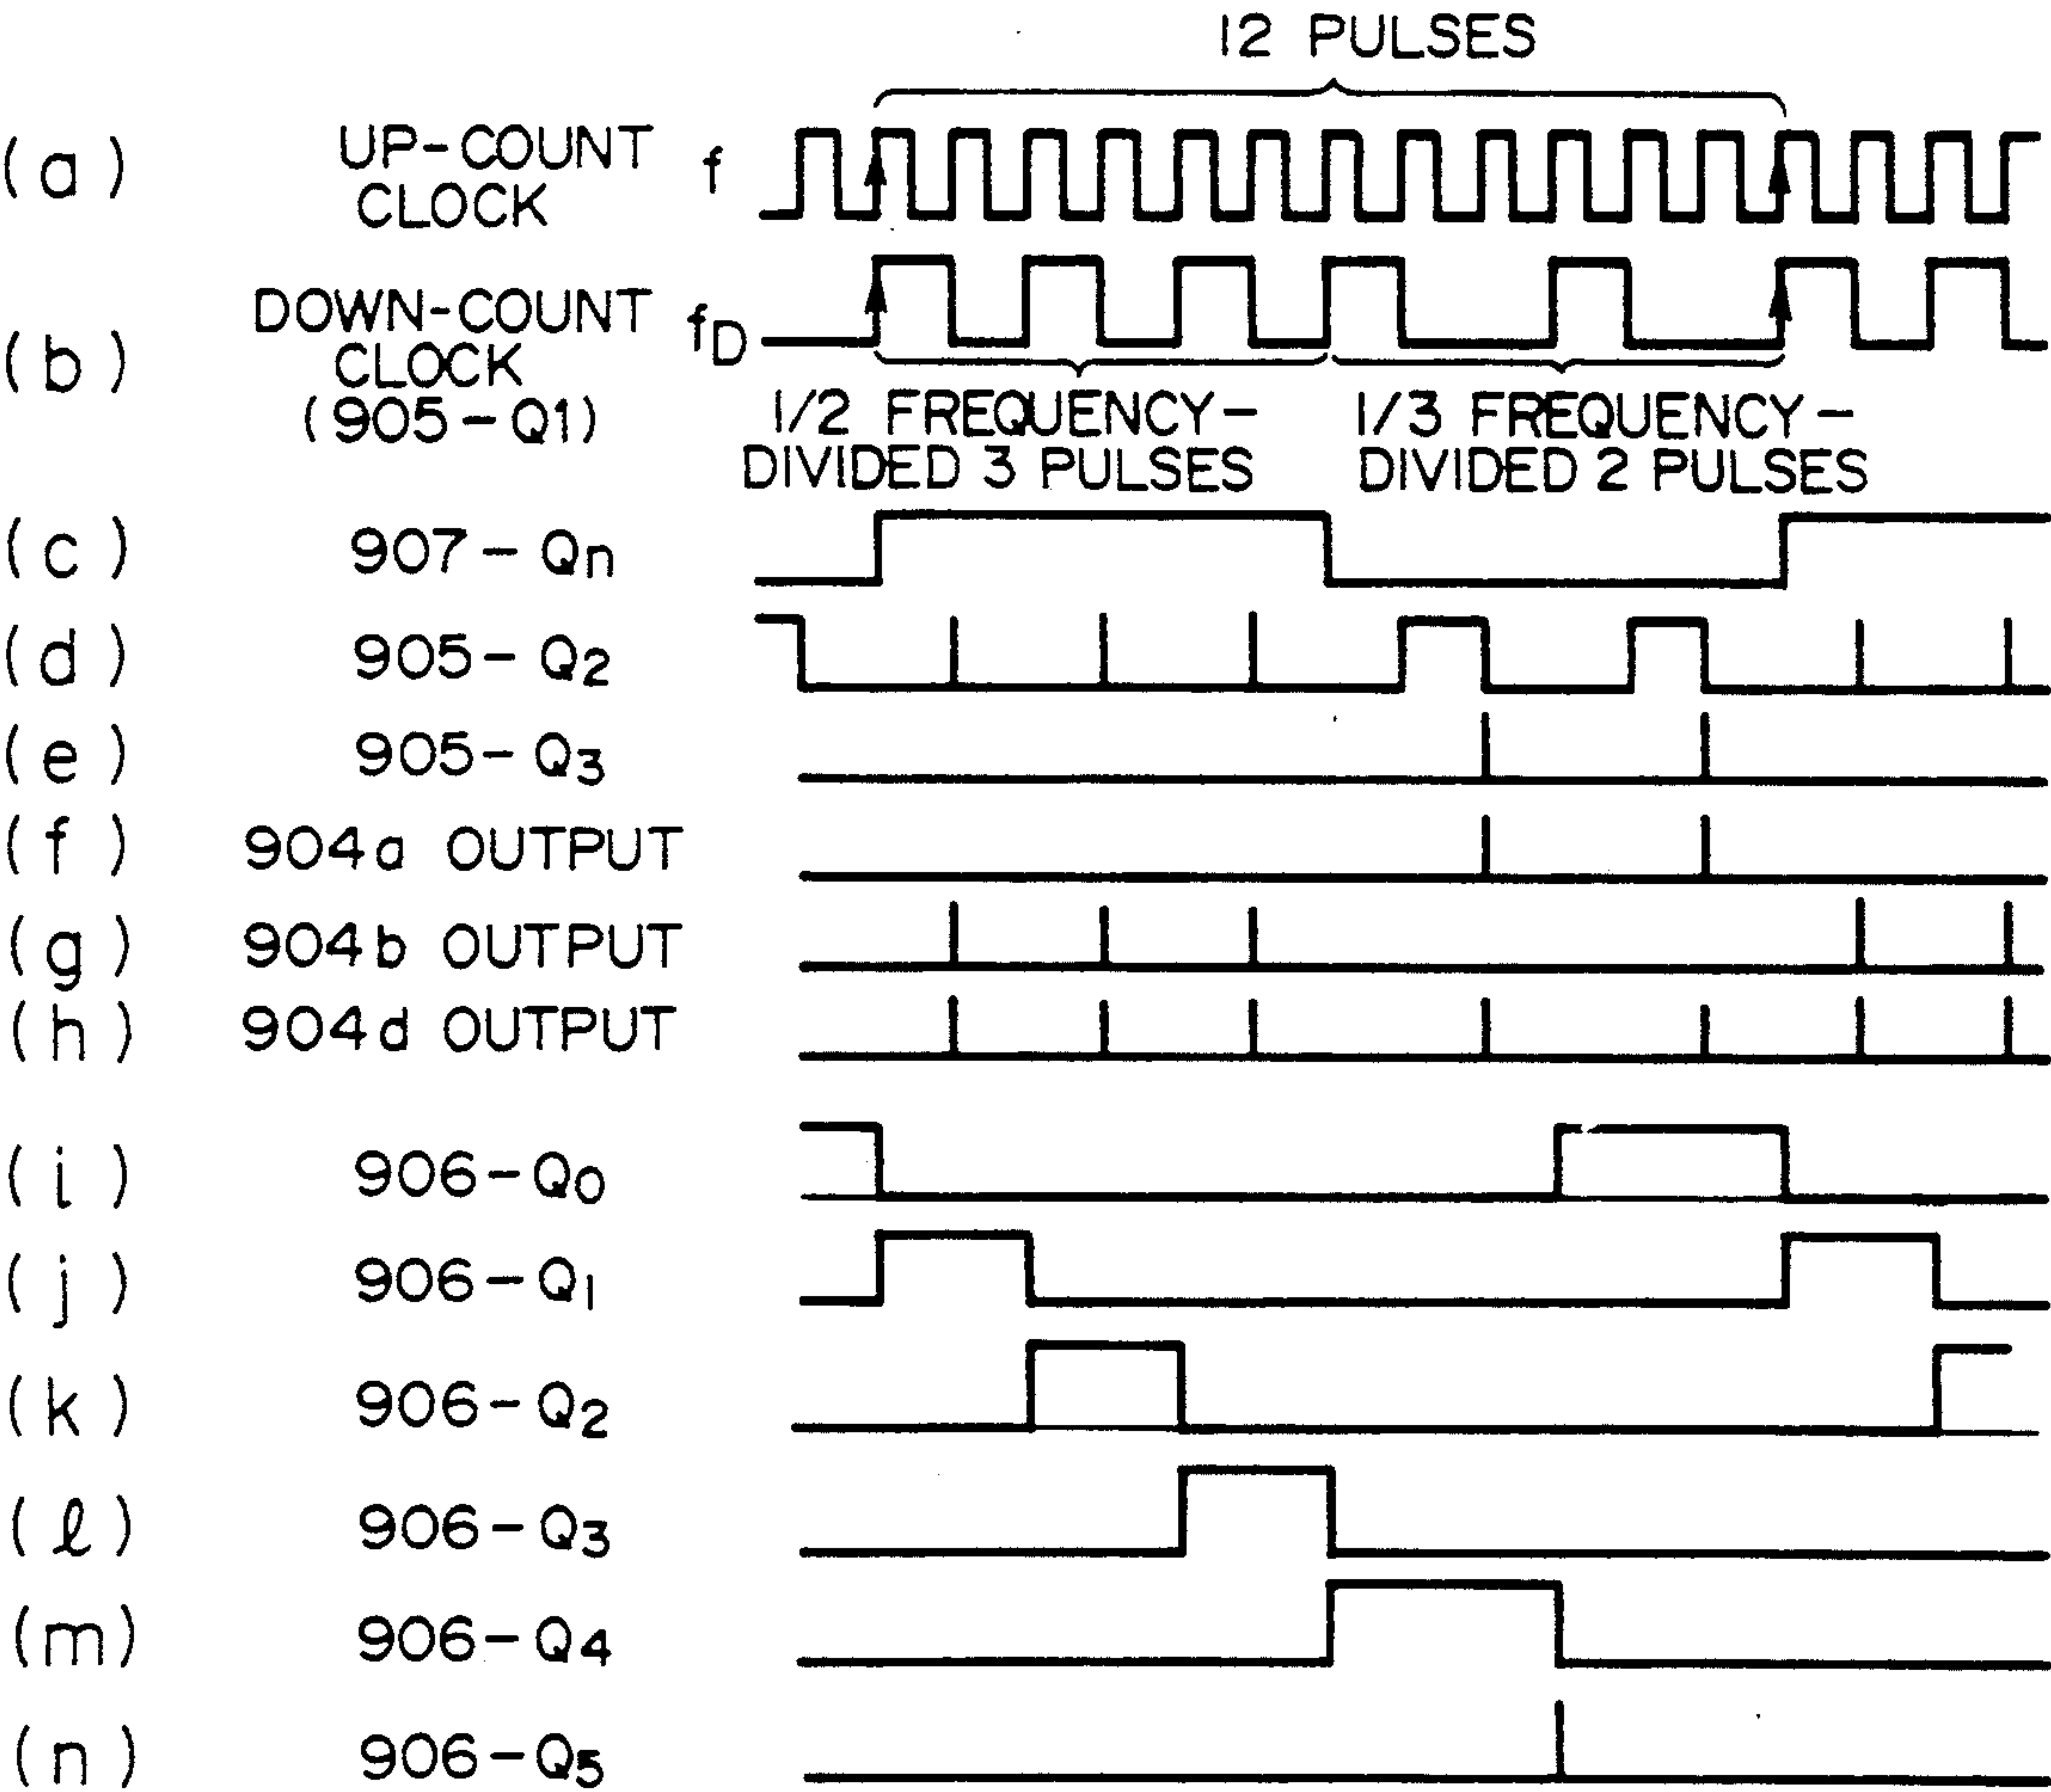 12 PULSES
(a) UP-COUNT CLOCK f
(b) DOWN-COUNT CLOCK (905-Q1) fD
1/2 FREQUENCY-
DIVIDED 3 PULSES
1/3 FREQUENCY-
DIVIDED 2 PULSES
(c) 907-Qn
(d) 905-Q2
(e) 905-Q3
(f) 904a OUTPUT
(g) 904b OUTPUT
(h) 904d OUTPUT
(i) 906-Q0
(j) 906-Q1
(k) 906-Q2
(ℓ) 906-Q3
(m) 906-Q4
(n) 906-Q5